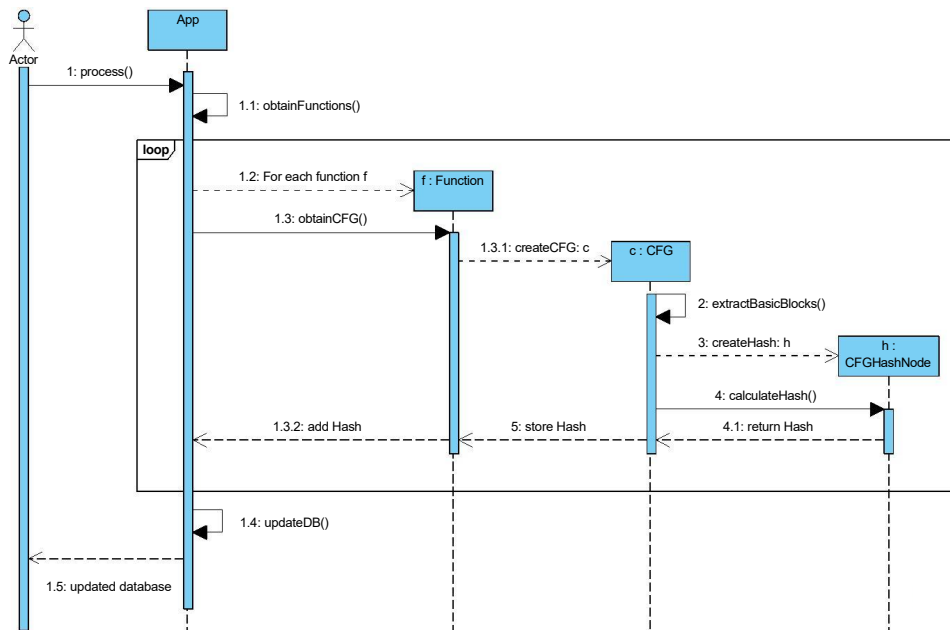 App
Actor
1: process()
1.1: obtainFunctions()
loop
1.2: For each function f
f : Function
1.3: obtainCFG()
1.3.1: createCFG: c
c : CFG
2: extractBasicBlocks()
3: createHash: h
h :
CFGHashNode
4: calculateHash()
1.3.2: add Hash
5: store Hash
4.1: return Hash
1.4: updateDB()
1.5: updated database